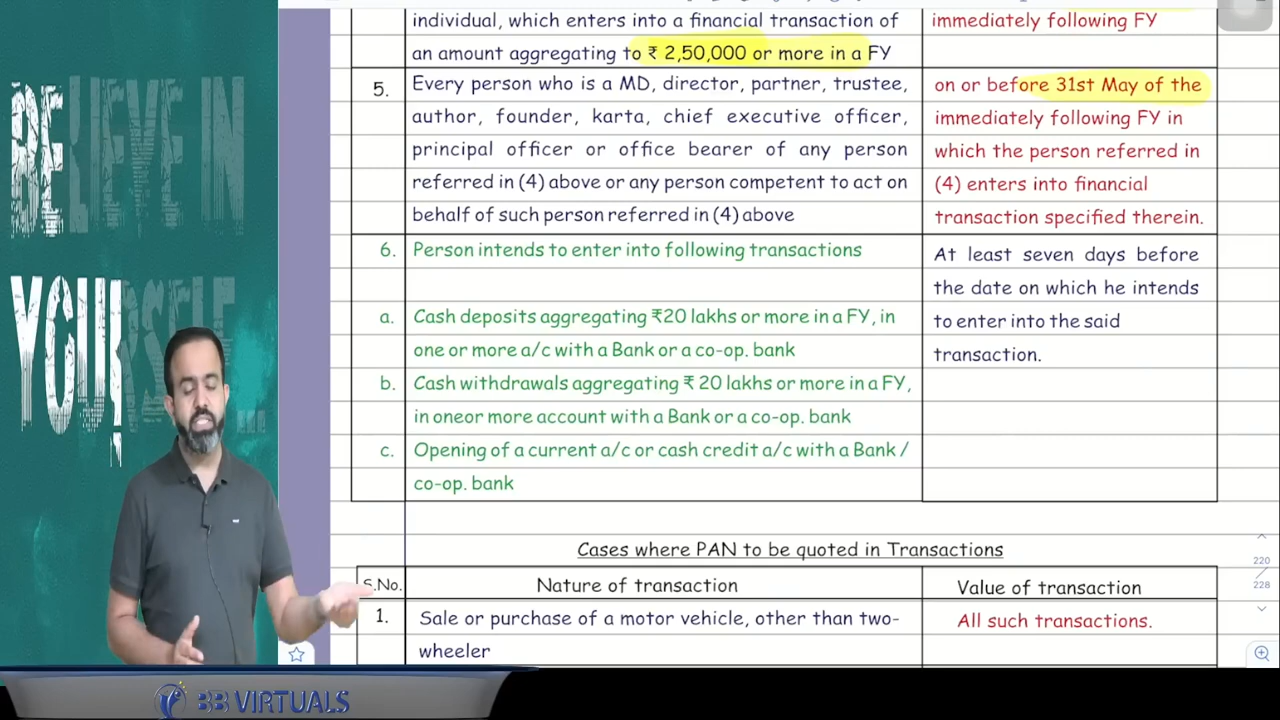 BELIEVE IN
YOURSELF...
individual, which enters into a financial transaction of
an amount aggregating to ₹ 2,50,000 or more in a FY
immediately following FY
5.
Every person who is a MD, director, partner, trustee,
author, founder, karta, chief executive officer,
principal officer or office bearer of any person
referred in (4) above or any person competent to act on
behalf of such person referred in (4) above
on or before 31st May of the
immediately following FY in
which the person referred in
(4) enters into financial
transaction specified therein.
6. Person intends to enter into following transactions
a. Cash deposits aggregating ₹20 lakhs or more in a FY, in
one or more a/c with a Bank or a co-op. bank
b. Cash withdrawals aggregating ₹ 20 lakhs or more in a FY,
in oneor more account with a Bank or a co-op. bank
c. Opening of a current a/c or cash credit a/c with a Bank /
co-op. bank
At least seven days before
the date on which he intends
to enter into the said
transaction.
Cases where PAN to be quoted in Transactions
S.No. Nature of transaction Value of transaction
1. Sale or purchase of a motor vehicle, other than two-
wheeler
All such transactions.
220
228
BB VIRTUALS